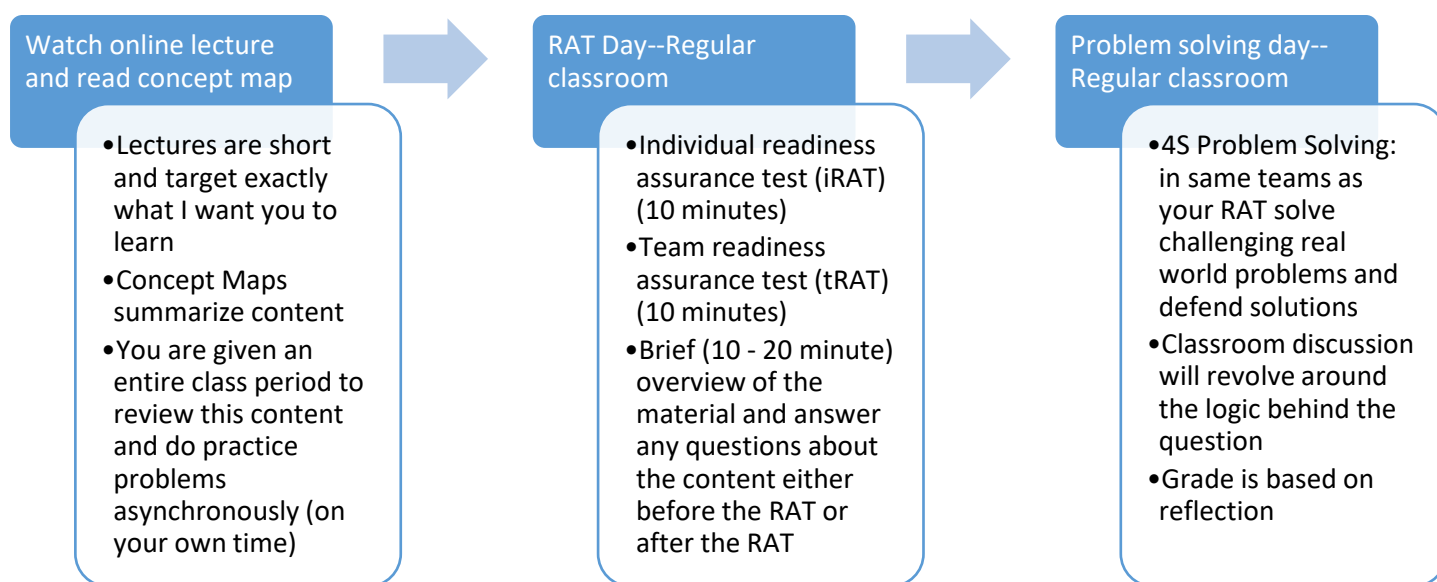 Watch online lecture
and read concept map
•Lectures are short
and target exactly
what I want you to
learn
•Concept Maps
summarize content
•You are given an
entire class period to
review this content
and do practice
problems
asynchronously (on
your own time)
RAT Day--Regular
classroom
•Individual readiness
assurance test (iRAT)
(10 minutes)
•Team readiness
assurance test (tRAT)
(10 minutes)
•Brief (10 - 20 minute)
overview of the
material and answer
any questions about
the content either
before the RAT or
after the RAT
Problem solving day--
Regular classroom
•4S Problem Solving:
in same teams as
your RAT solve
challenging real
world problems and
defend solutions
•Classroom discussion
will revolve around
the logic behind the
question
•Grade is based on
reflection